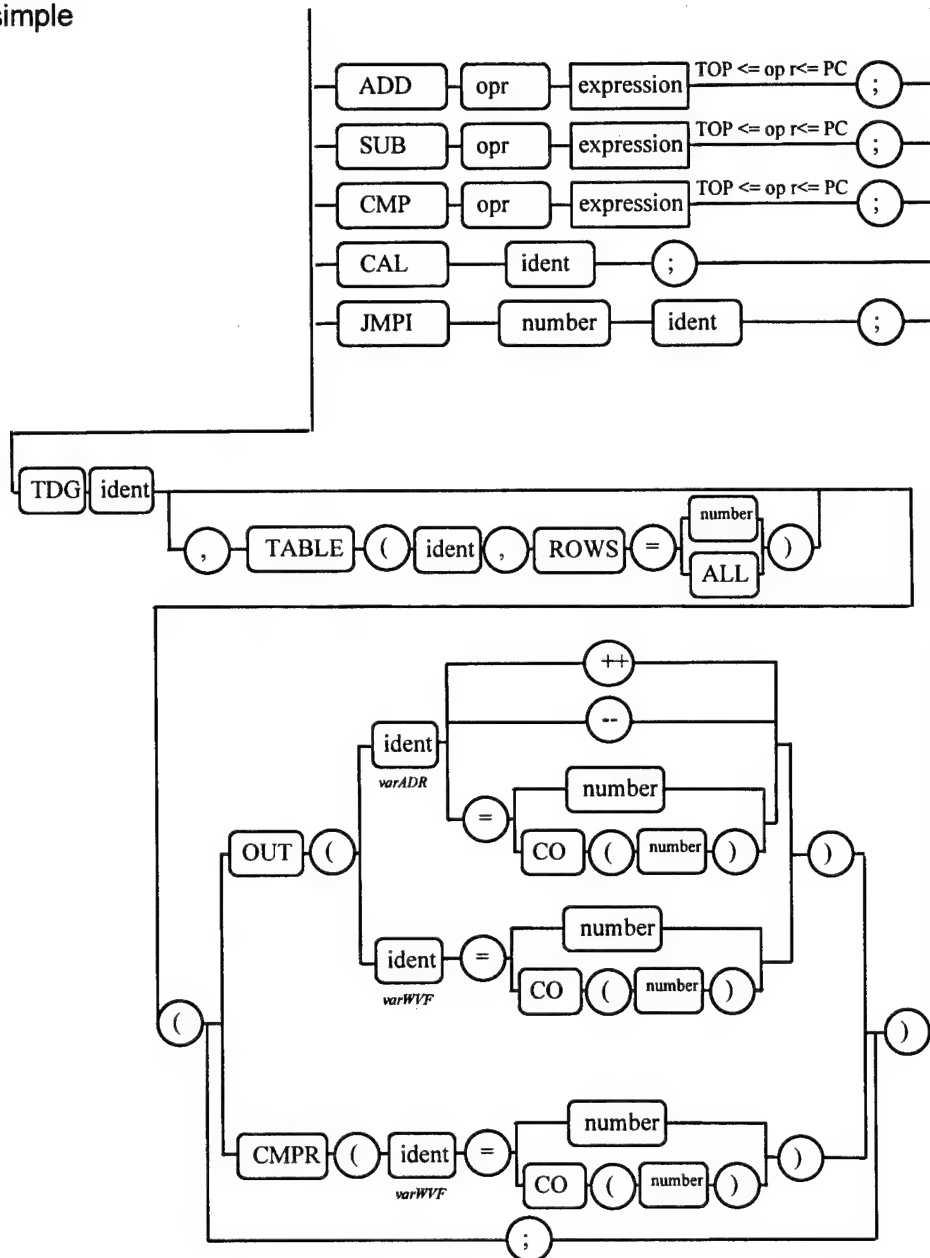 simple
ADD opr expression TOP <= op r<= PC ;
SUB opr expression TOP <= op r<= PC ;
CMP opr expression TOP <= op r<= PC ;
CAL ident ;
JMPI number ident ;
TDG ident
, TABLE ( ident , ROWS = number )
ALL
++
--
ident
varADR
= number
CO ( number )
OUT ( )
number
ident = CO ( number )
varWVF
( )
number
CMPR ( ident = CO ( number ) )
varWVF
;